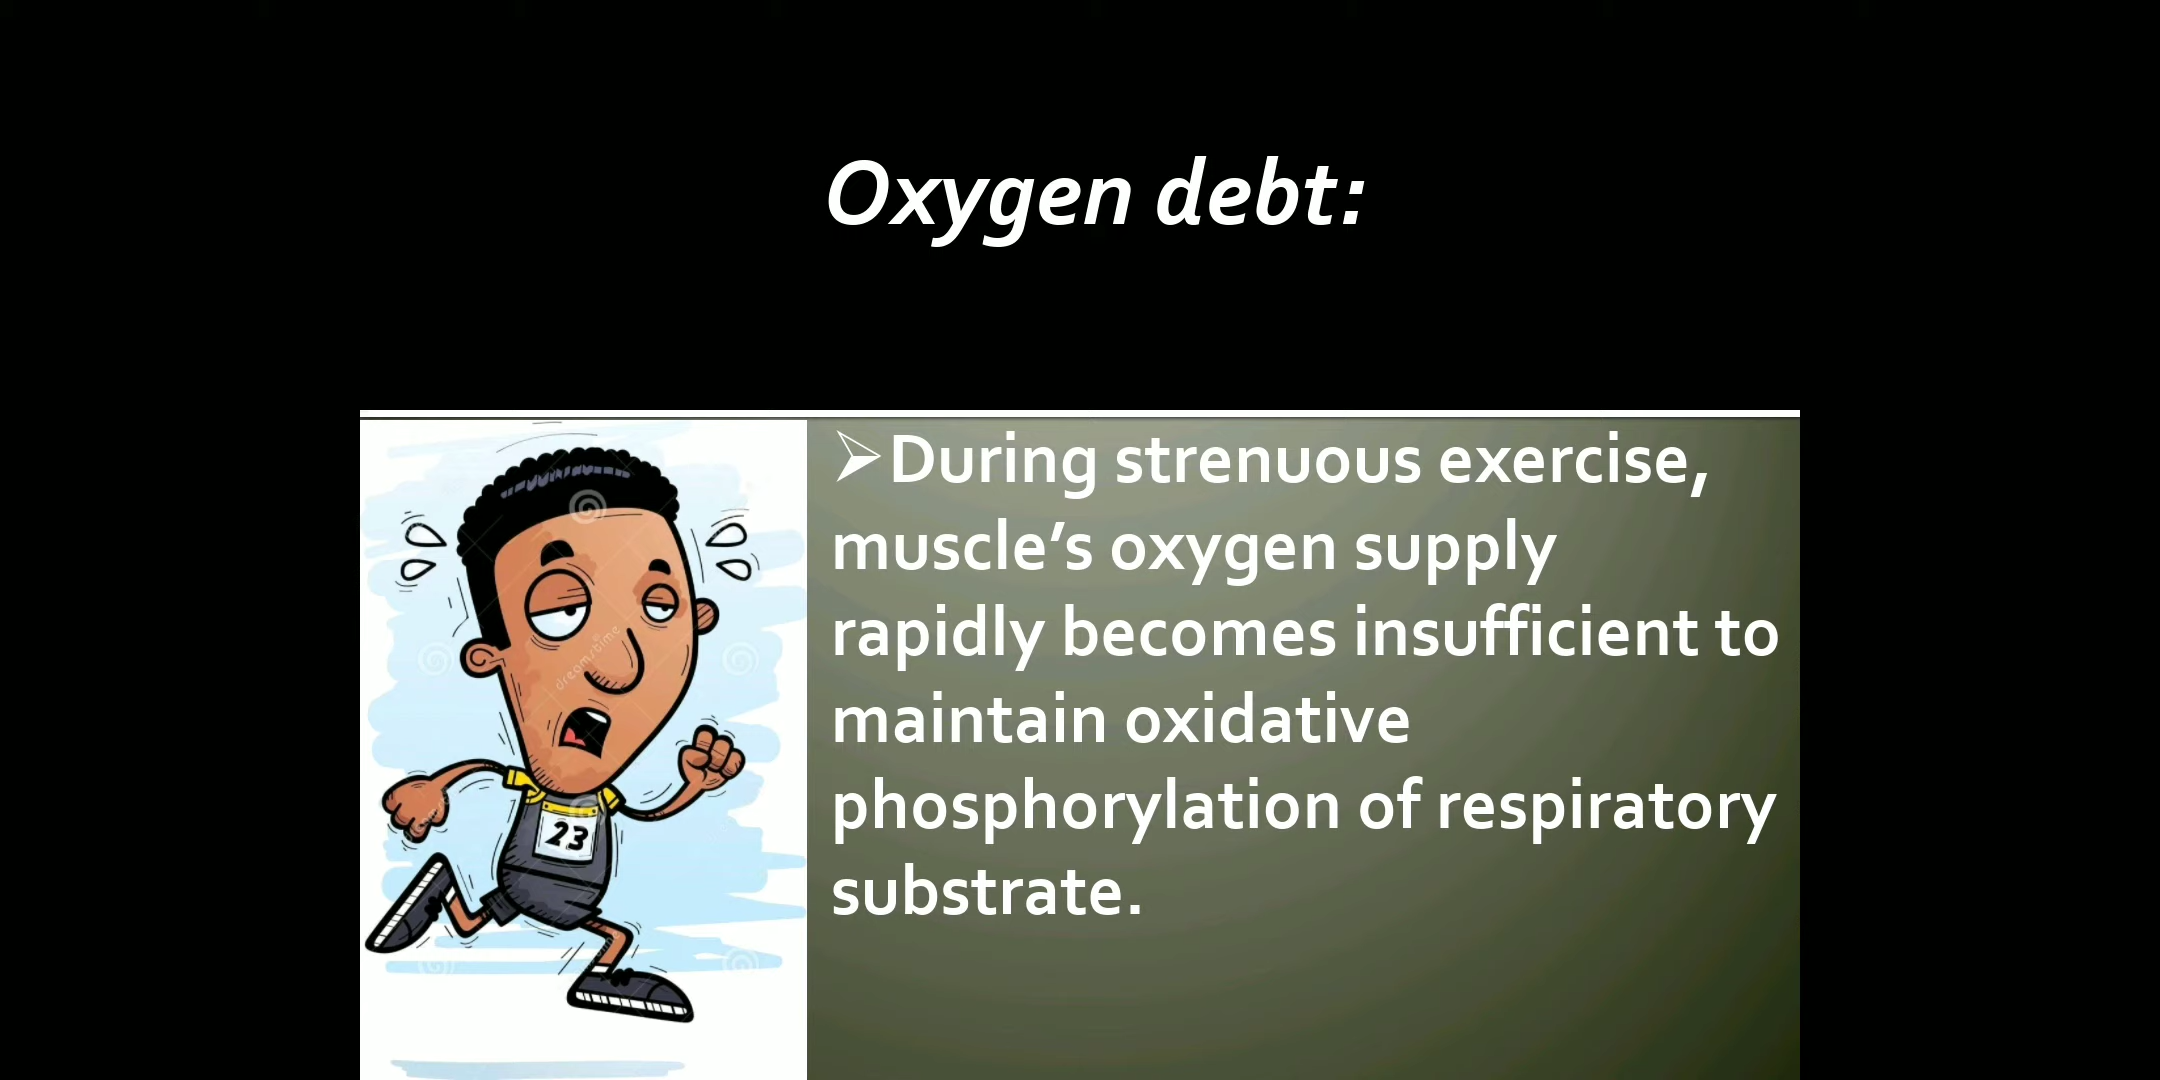 Oxygen debt:
➢During strenuous exercise,
muscle’s oxygen supply
rapidly becomes insufficient to
maintain oxidative
phosphorylation of respiratory
substrate.
dreamstime
23